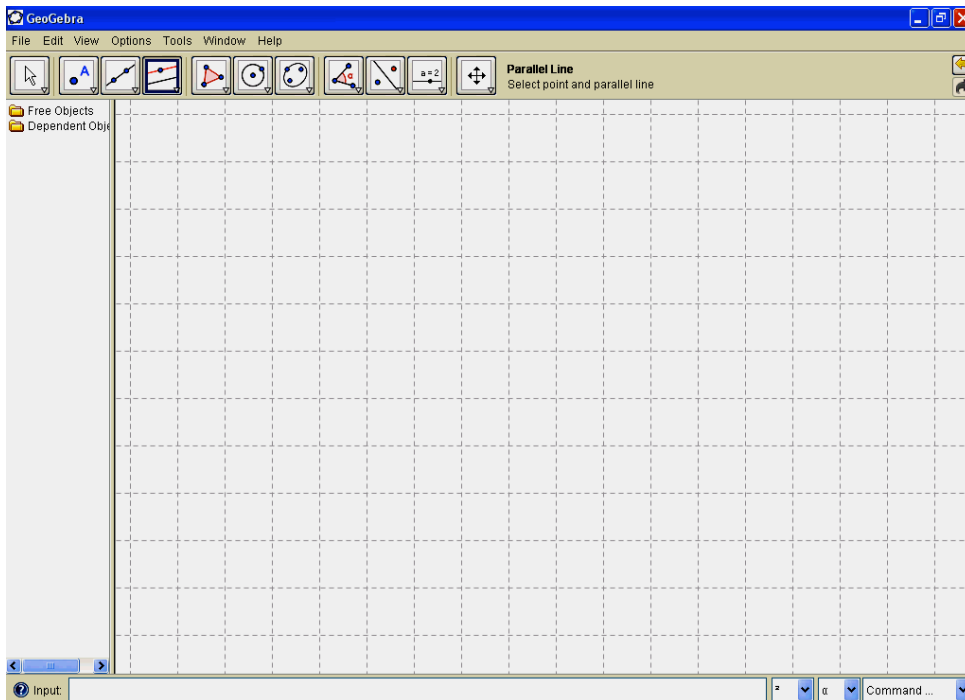 GeoGebra
File Edit View Options Tools Window Help
A
α
a=2
Parallel Line
Select point and parallel line
Free Objects
Dependent Obje
Input:
² α Command ...